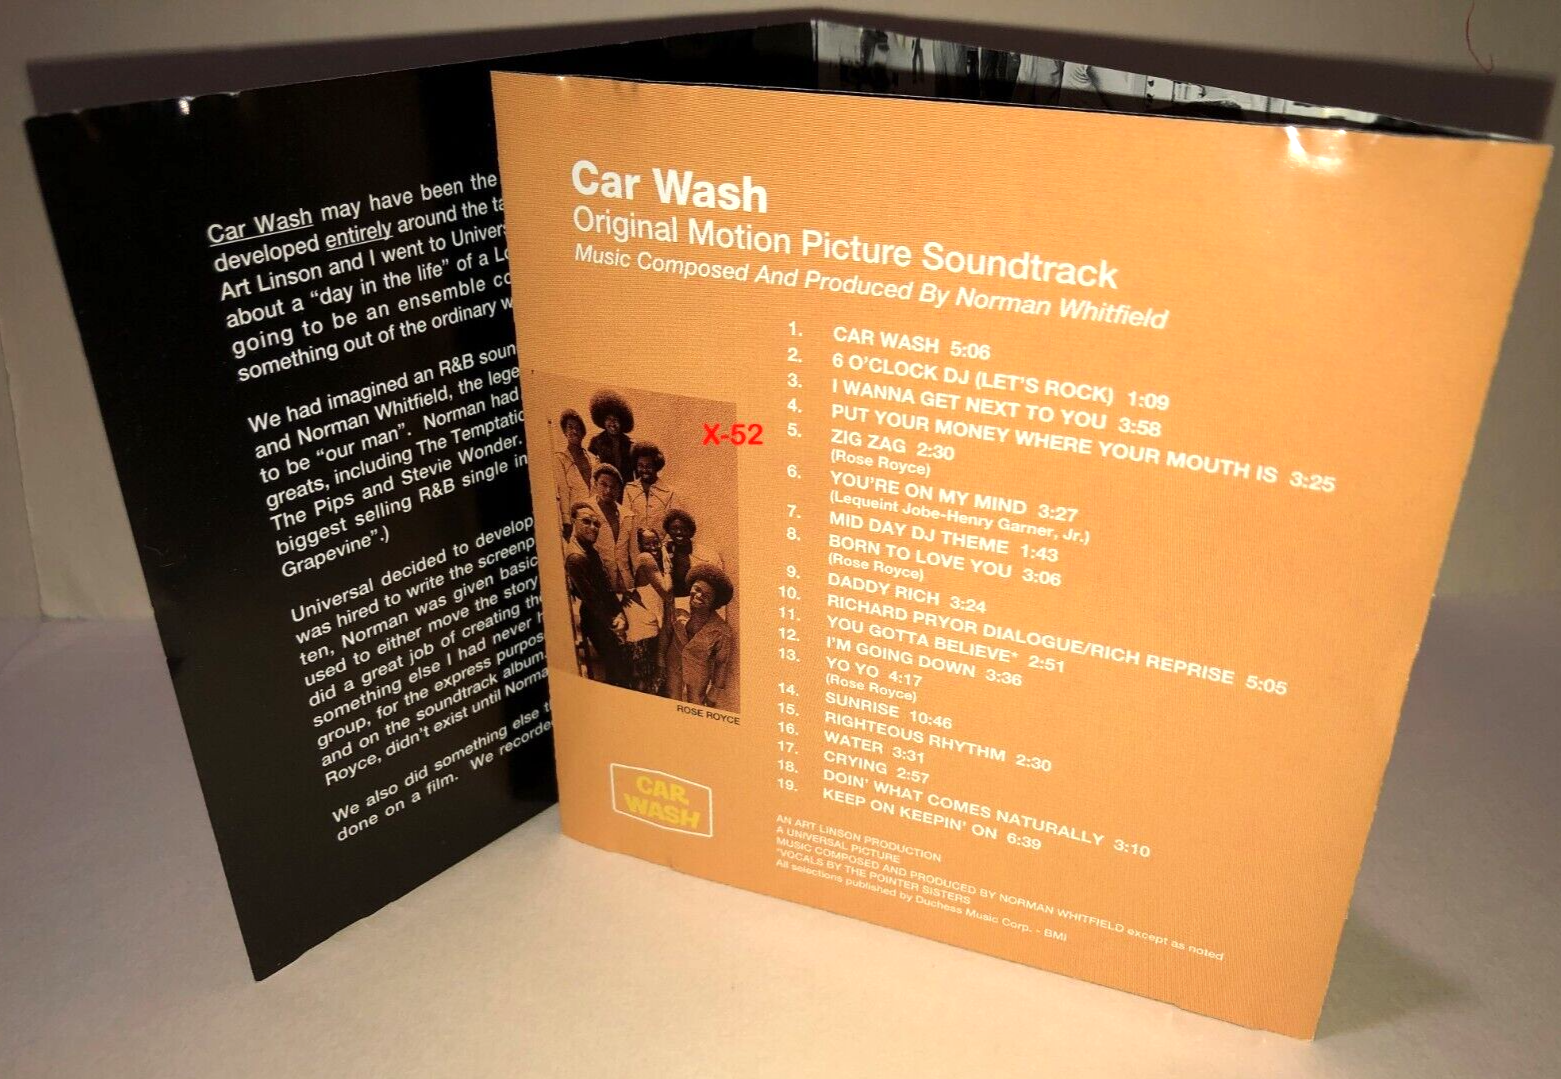 Car Wash may have been the
developed entirely around the
Art Linson and I went to
about a "day in the life" of a
going to be an ensemble
something out of the ordinary
We had imagined an R&B
and Norman Whitfield, the
to be "our man". Norman had
greats, including The
The Pips and Stevie Wonder.
biggest selling R&B single in
Grapevine".)
Universal decided to develop
was hired to write the
ten, Norman was given basic
used to either move the story
did a great job of creating
something else I had never
group, for the express
and on the soundtrack album.
Royce, didn't exist until
We also did something else
done on a film. We recorded
Car Wash
Original Motion Picture Soundtrack
Music Composed And Produced By Norman Whitfield
1. CAR WASH 5:06
2. 6 O'CLOCK DJ (LET'S ROCK) 1:09
3. I WANNA GET NEXT TO YOU 3:58
4. PUT YOUR MONEY WHERE YOUR MOUTH IS 3:25
5. ZIG ZAG 2:30
(Rose Royce)
6. YOU'RE ON MY MIND 3:27
(Lequeint Jobe-Henry Garner, Jr.)
7. MID DAY DJ THEME 1:43
8. BORN TO LOVE YOU 3:06
(Rose Royce)
9. DADDY RICH 3:24
10. RICHARD PRYOR DIALOGUE/RICH REPRISE 5:05
11. YOU GOTTA BELIEVE* 2:51
12. I'M GOING DOWN 3:36
13. YO YO 4:17
(Rose Royce)
14. SUNRISE 10:46
15. RIGHTEOUS RHYTHM 2:30
16. WATER 3:31
17. CRYING 2:57
18. DOIN' WHAT COMES NATURALLY 3:10
19. KEEP ON KEEPIN' ON 6:39
X-52
ROSE ROYCE
CAR
WASH
AN ART LINSON PRODUCTION
A UNIVERSAL PICTURE
MUSIC COMPOSED AND PRODUCED BY NORMAN WHITFIELD except as noted
*VOCALS BY THE POINTER SISTERS
All selections published by Duchess Music Corp. - BMI